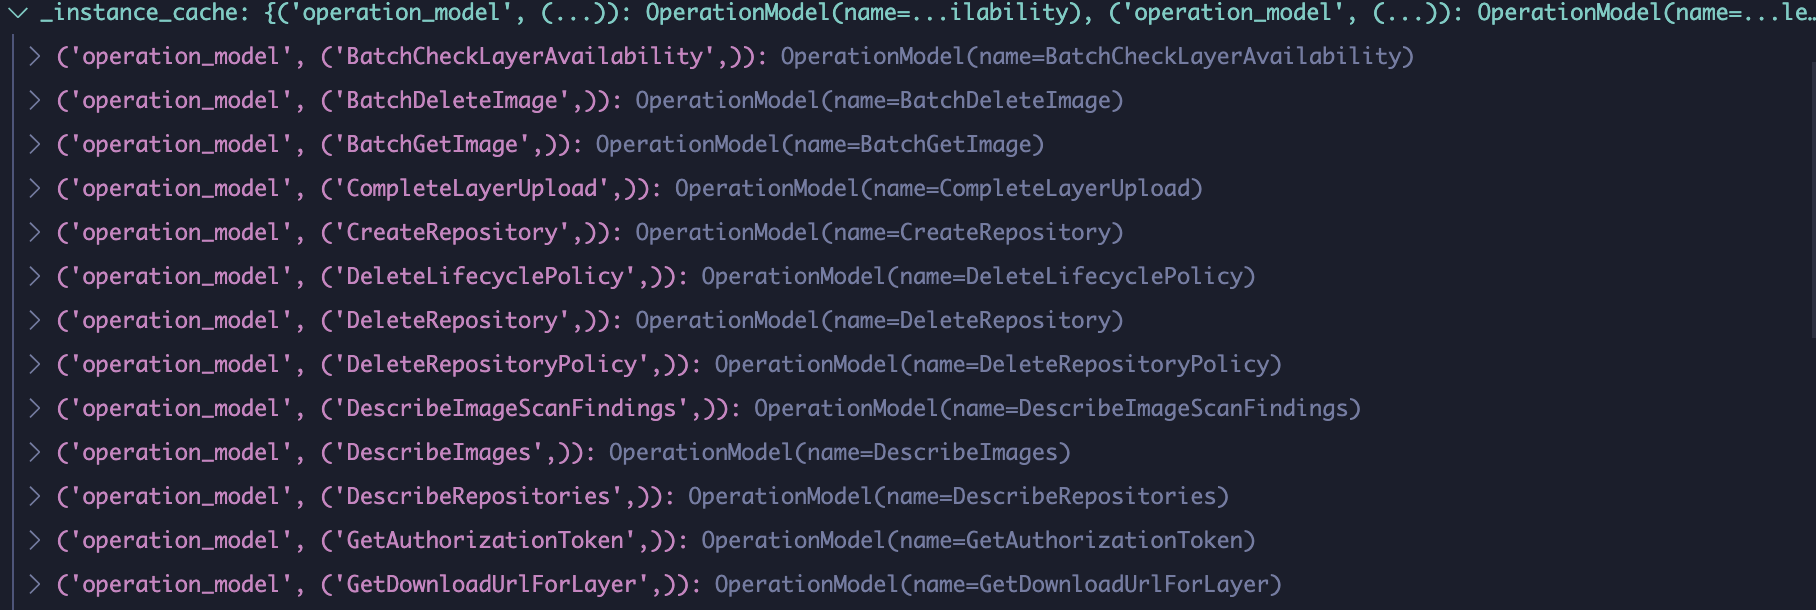 _instance_cache: {('operation_model', (...)): OperationModel(name=...ilability), ('operation_model', (...)): OperationModel(name=...le…
('operation_model', ('BatchCheckLayerAvailability',)): OperationModel(name=BatchCheckLayerAvailability)
('operation_model', ('BatchDeleteImage',)): OperationModel(name=BatchDeleteImage)
('operation_model', ('BatchGetImage',)): OperationModel(name=BatchGetImage)
('operation_model', ('CompleteLayerUpload',)): OperationModel(name=CompleteLayerUpload)
('operation_model', ('CreateRepository',)): OperationModel(name=CreateRepository)
('operation_model', ('DeleteLifecyclePolicy',)): OperationModel(name=DeleteLifecyclePolicy)
('operation_model', ('DeleteRepository',)): OperationModel(name=DeleteRepository)
('operation_model', ('DeleteRepositoryPolicy',)): OperationModel(name=DeleteRepositoryPolicy)
('operation_model', ('DescribeImageScanFindings',)): OperationModel(name=DescribeImageScanFindings)
('operation_model', ('DescribeImages',)): OperationModel(name=DescribeImages)
('operation_model', ('DescribeRepositories',)): OperationModel(name=DescribeRepositories)
('operation_model', ('GetAuthorizationToken',)): OperationModel(name=GetAuthorizationToken)
('operation_model', ('GetDownloadUrlForLayer',)): OperationModel(name=GetDownloadUrlForLayer)